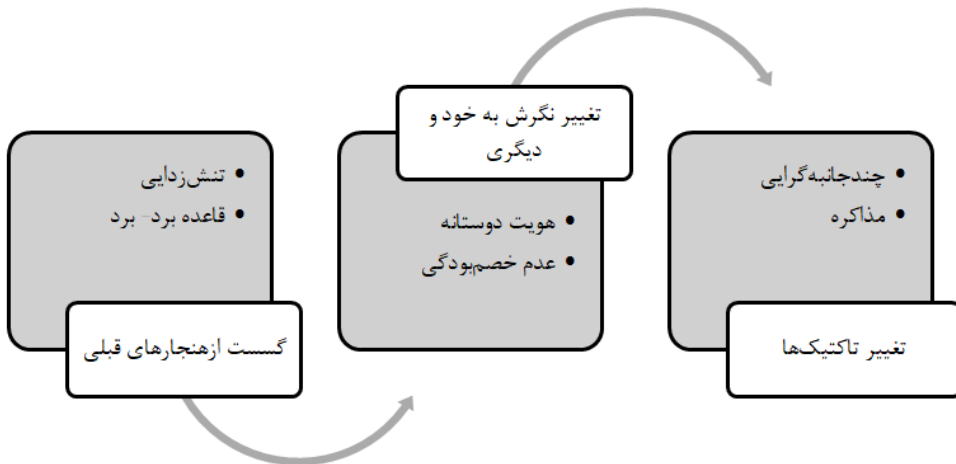 تنش‌زدایی
قاعده برد- برد
گسست ازهنجارهای قبلی
تغییر نگرش به خود و
دیگری
هویت دوستانه
عدم خصم‌بودگی
چندجانبه‌گرایی
مذاکره
تغییر تاکتیک‌ها